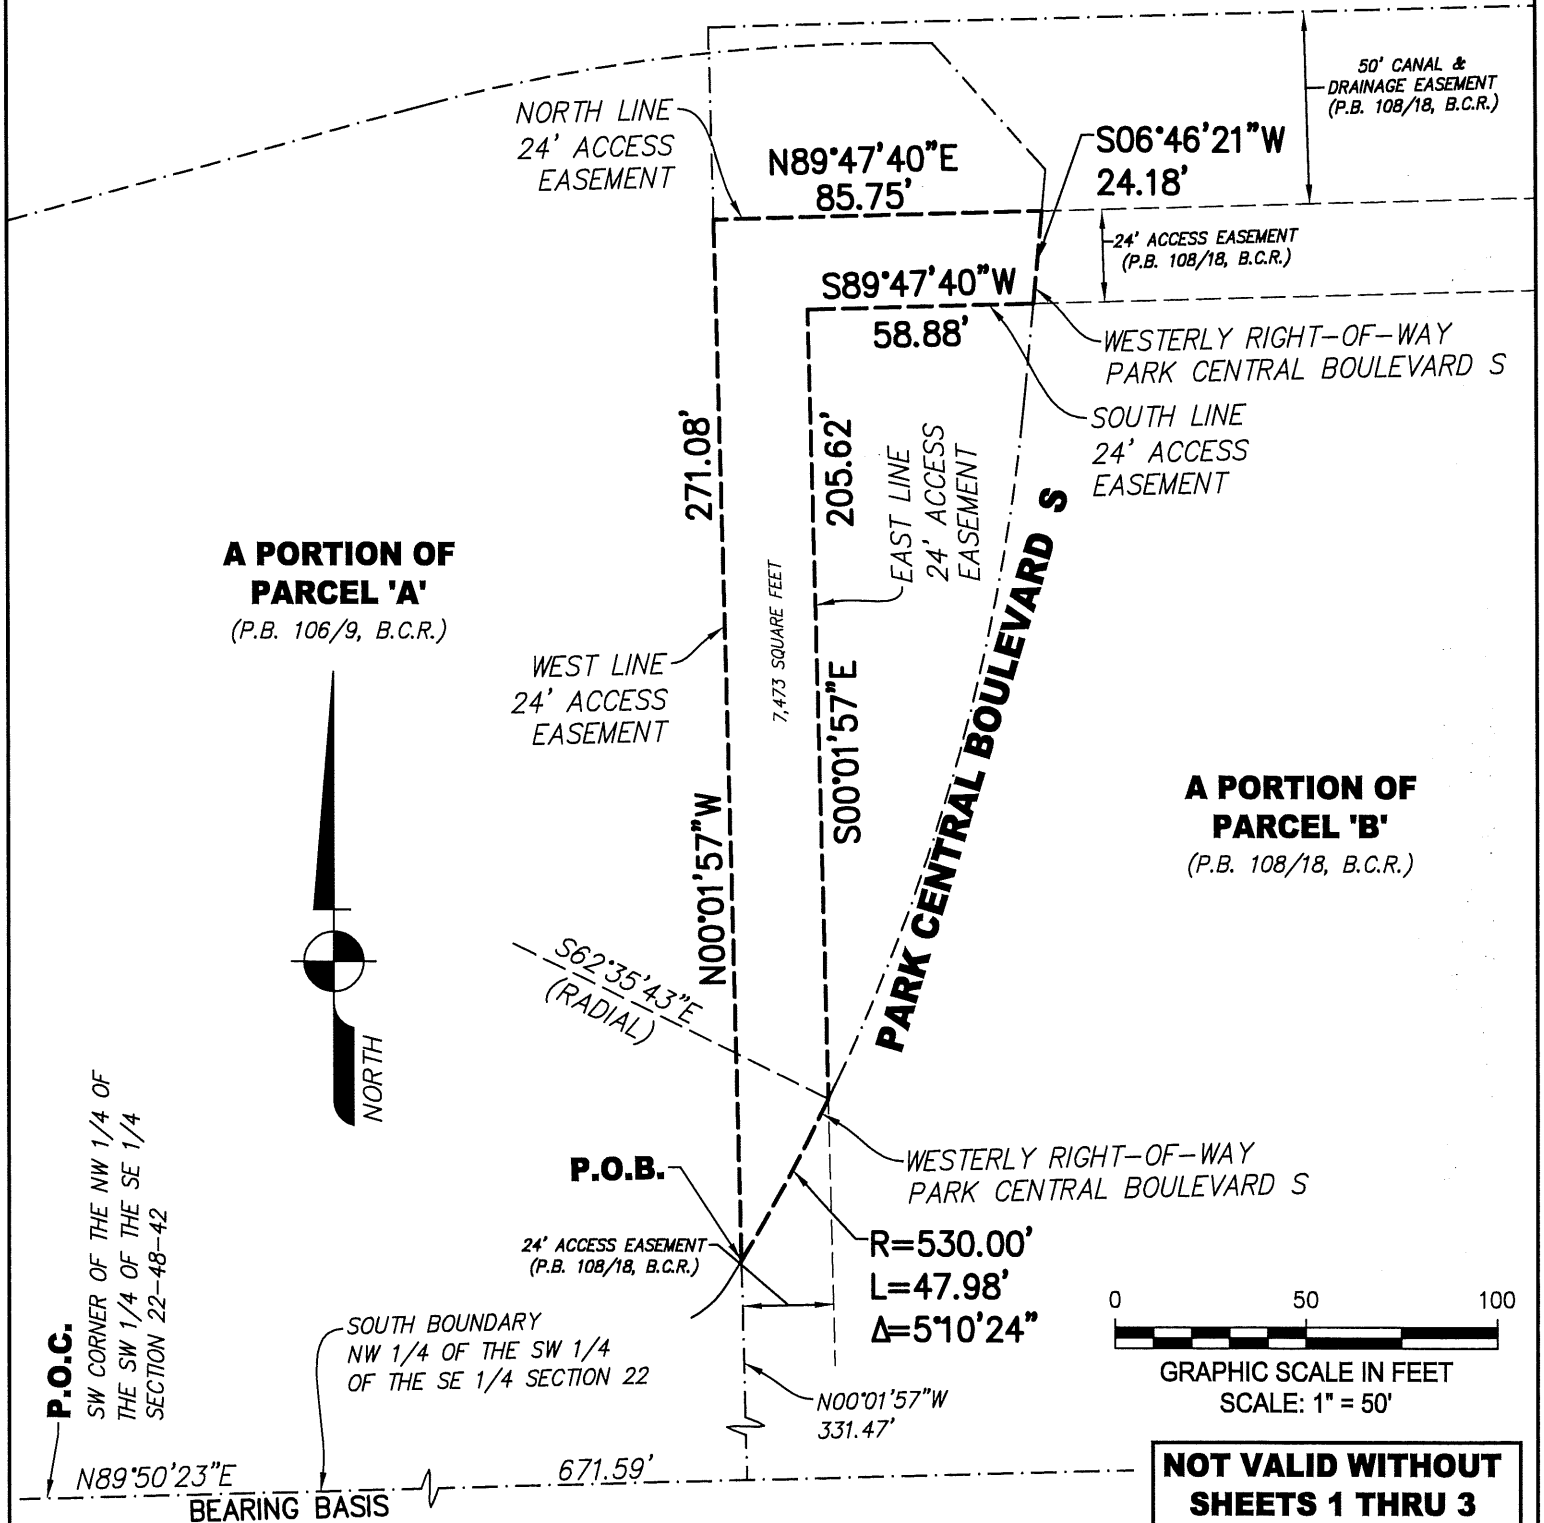 50' CANAL &
DRAINAGE EASEMENT
(P.B. 108/18, B.C.R.)
NORTH LINE
24' ACCESS
EASEMENT
N89°47'40"E
85.75'
S06°46'21"W
24.18'
24' ACCESS EASEMENT
(P.B. 108/18, B.C.R.)
S89°47'40"W
58.88'
WESTERLY RIGHT-OF-WAY
PARK CENTRAL BOULEVARD S
SOUTH LINE
24' ACCESS
EASEMENT
271.08'
205.62'
EAST LINE
24' ACCESS
EASEMENT
A PORTION OF
PARCEL 'A'
(P.B. 106/9, B.C.R.)
7,473 SQUARE FEET
WEST LINE
24' ACCESS
EASEMENT
N00°01'57"W
S00°01'57"E
PARK CENTRAL BOULEVARD S
A PORTION OF
PARCEL 'B'
(P.B. 108/18, B.C.R.)
S62°35'43"E
(RADIAL)
NORTH
P.O.B.
WESTERLY RIGHT-OF-WAY
PARK CENTRAL BOULEVARD S
24' ACCESS EASEMENT
(P.B. 108/18, B.C.R.)
R=530.00'
L=47.98'
Δ=5°10'24"
P.O.C.
SW CORNER OF THE NW 1/4 OF
THE SW 1/4 OF THE SE 1/4
SECTION 22-48-42
SOUTH BOUNDARY
NW 1/4 OF THE SW 1/4
OF THE SE 1/4 SECTION 22
N00°01'57"W
331.47'
0 50 100
GRAPHIC SCALE IN FEET
SCALE: 1" = 50'
N89°50'23"E
671.59'
BEARING BASIS
NOT VALID WITHOUT
SHEETS 1 THRU 3